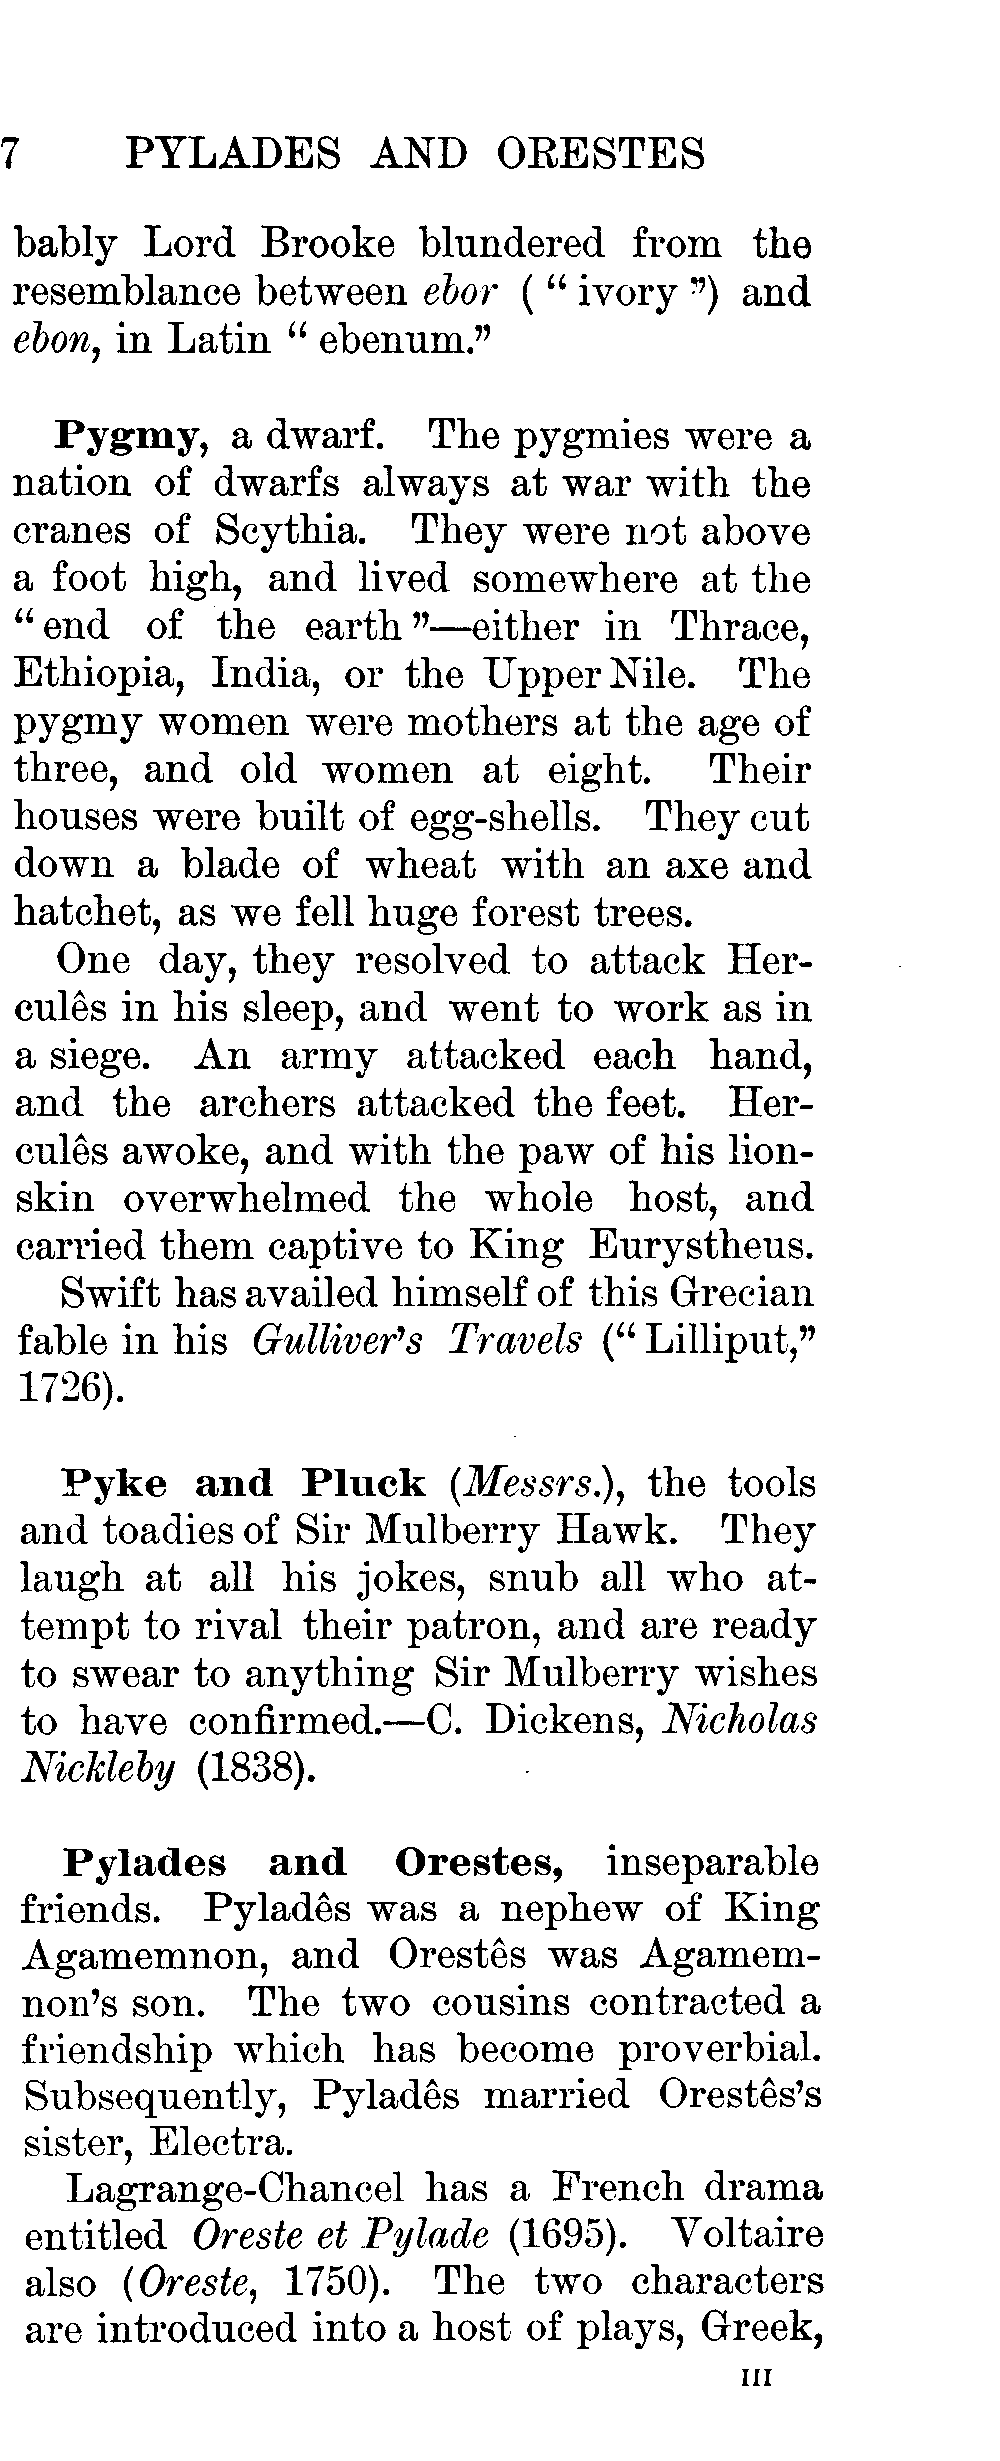 7 PYLADES AND ORESTES
bably Lord Brooke blundered from the
resemblance between ebor ( “ ivory ”) and
ebon, in Latin “ ebenum.”
Pygmy, a dwarf. The pygmies were a
nation of dwarfs always at war with the
cranes of Scythia. They were not above
a foot high, and lived somewhere at the
“ end of the earth ”—either in Thrace,
Ethiopia, India, or the Upper Nile. The
pygmy women were mothers at the age of
three, and old women at eight. Their
houses were built of egg-shells. They cut
down a blade of wheat with an axe and
hatchet, as we fell huge forest trees.
One day, they resolved to attack Her-
culês in his sleep, and went to work as in
a siege. An army attacked each hand,
and the archers attacked the feet. Her-
culês awoke, and with the paw of his lion-
skin overwhelmed the whole host, and
carried them captive to King Eurystheus.
Swift has availed himself of this Grecian
fable in his Gulliver’s Travels (“ Lilliput,”
1726).
Pyke and Pluck (Messrs.), the tools
and toadies of Sir Mulberry Hawk. They
laugh at all his jokes, snub all who at-
tempt to rival their patron, and are ready
to swear to anything Sir Mulberry wishes
to have confirmed.—C. Dickens, Nicholas
Nickleby (1838).
Pylades and Orestes, inseparable
friends. Pyladês was a nephew of King
Agamemnon, and Orestês was Agamem-
non’s son. The two cousins contracted a
friendship which has become proverbial.
Subsequently, Pyladês married Orestês’s
sister, Electra.
Lagrange-Chancel has a French drama
entitled Oreste et Pylade (1695). Voltaire
also (Oreste, 1750). The two characters
are introduced into a host of plays, Greek,
III